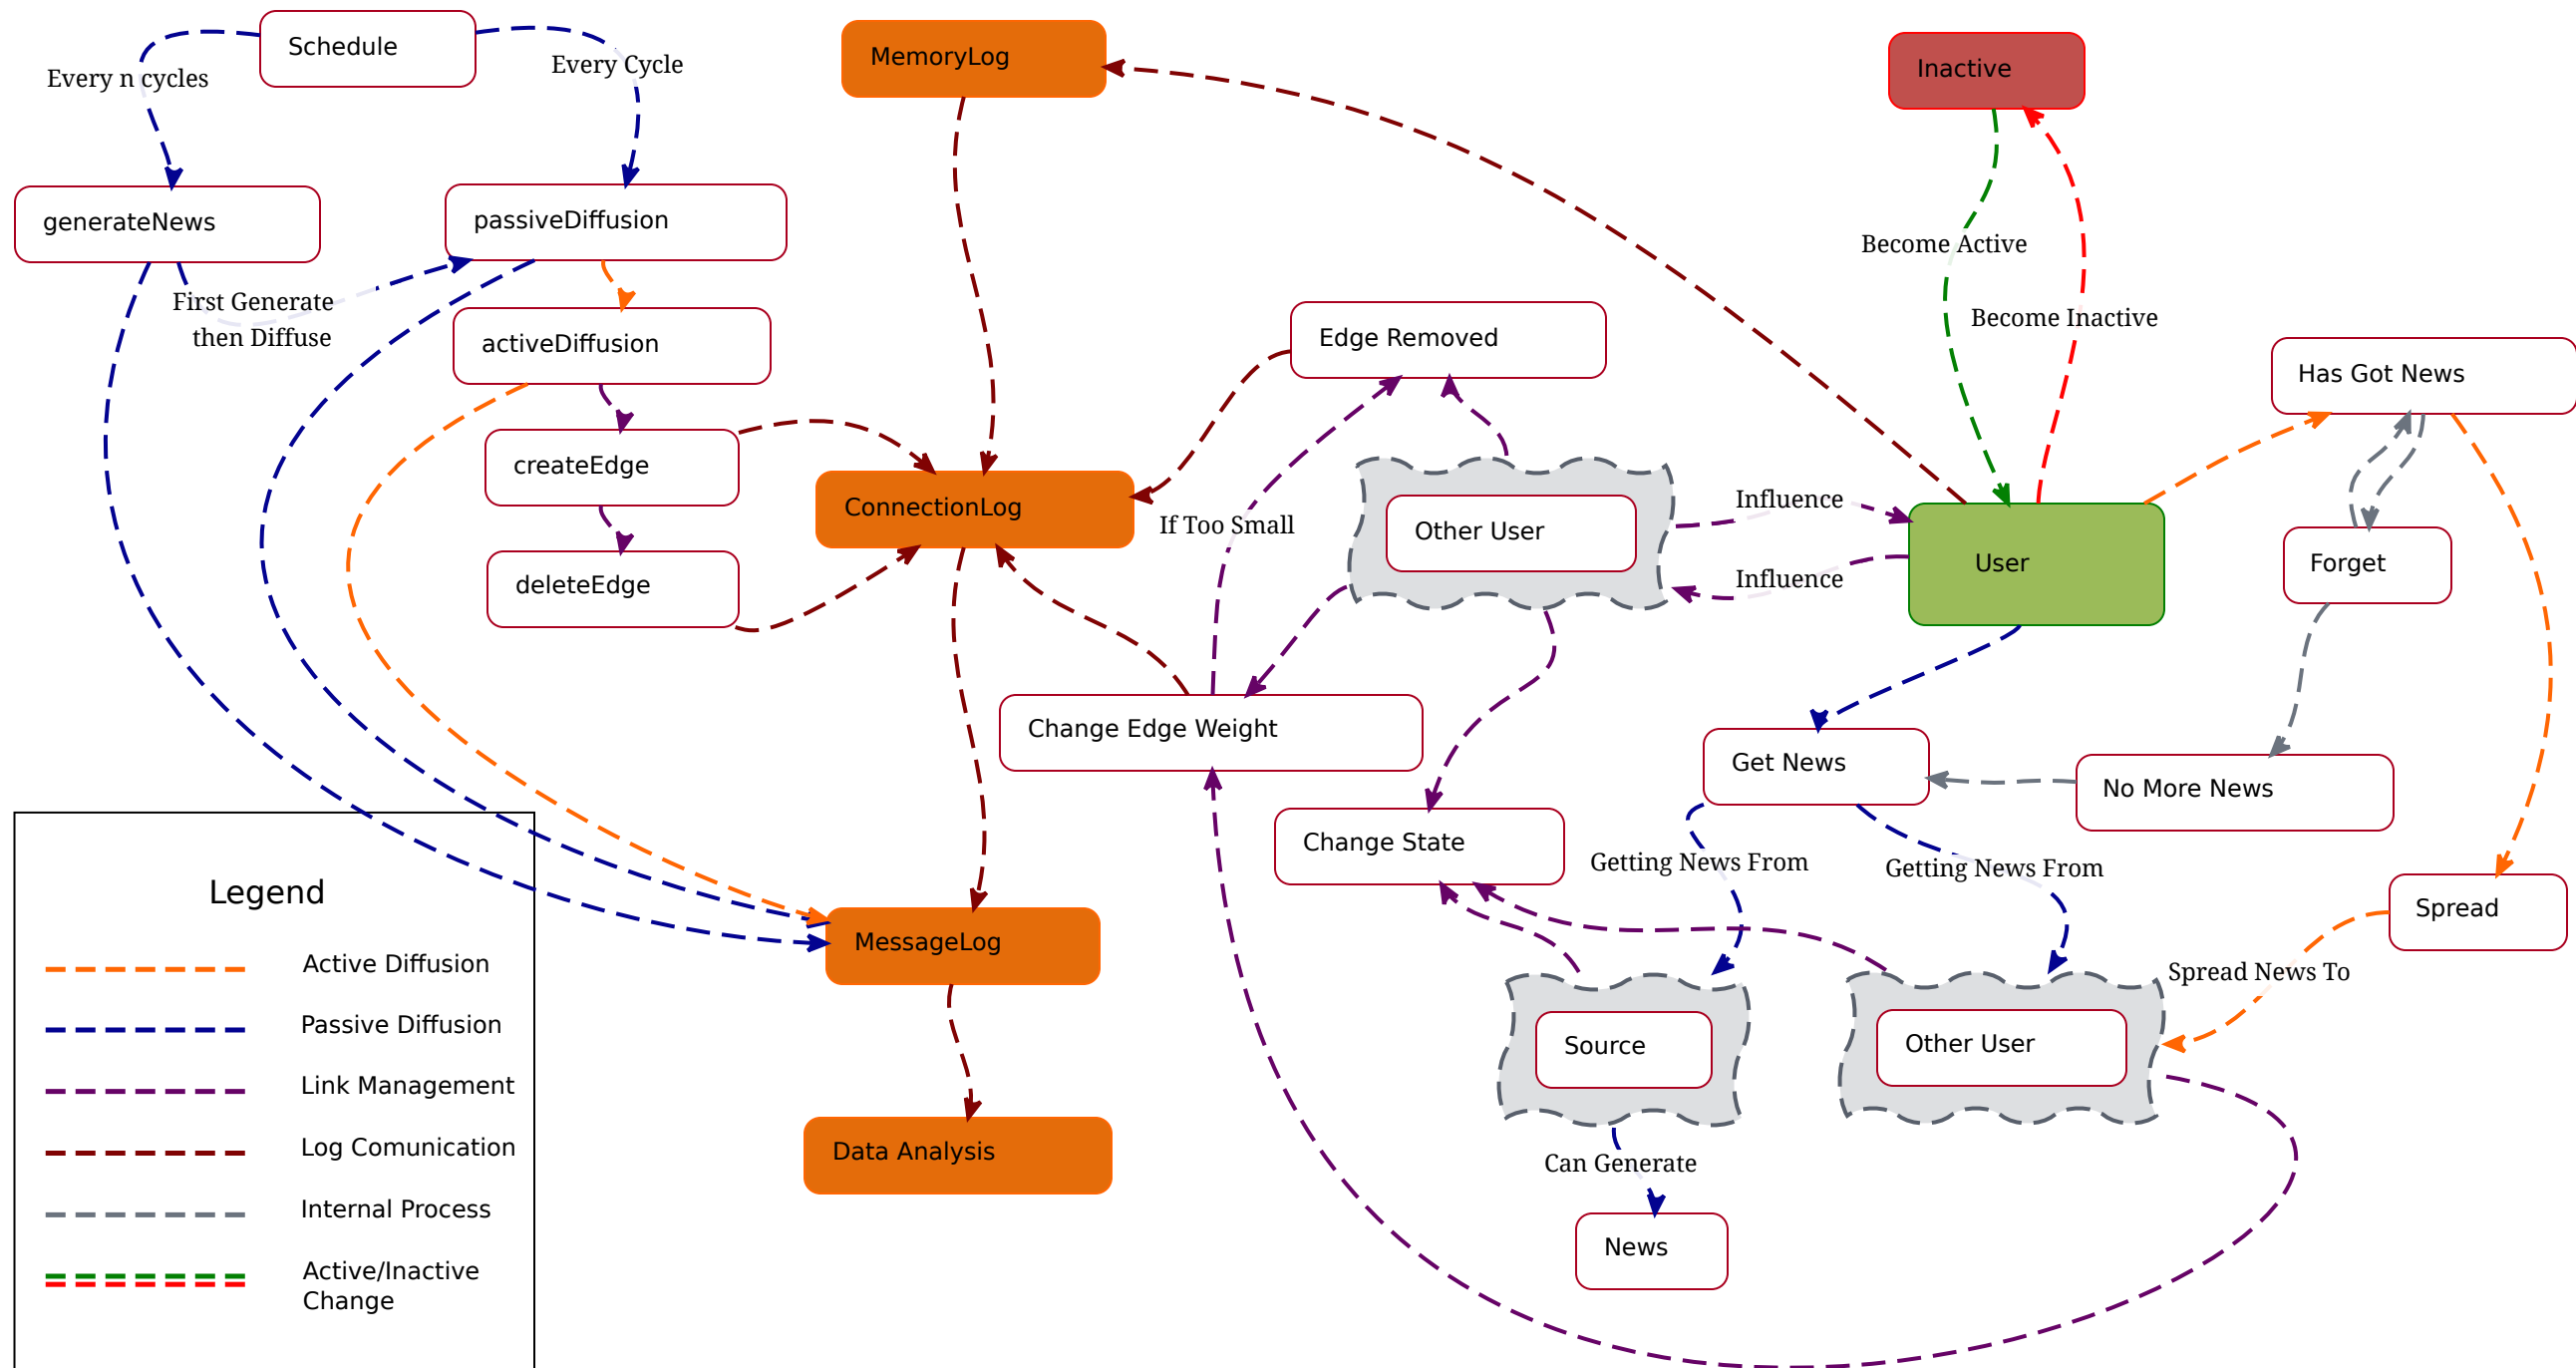 Schedule
MemoryLog
Inactive
Every n cycles
Every Cycle
generateNews
passiveDiffusion
Become Active
First Generate
then Diffuse
Become Inactive
activeDiffusion
Edge Removed
Has Got News
createEdge
ConnectionLog
If Too Small
Other User
Influence
Influence
User
Forget
deleteEdge
Change Edge Weight
Get News
No More News
Change State
Getting News From
Getting News From
Legend
Spread
MessageLog
Active Diffusion
Spread News To
Passive Diffusion
Source
Other User
Link Management
Log Comunication
Data Analysis
Can Generate
Internal Process
News
Active/Inactive
Change